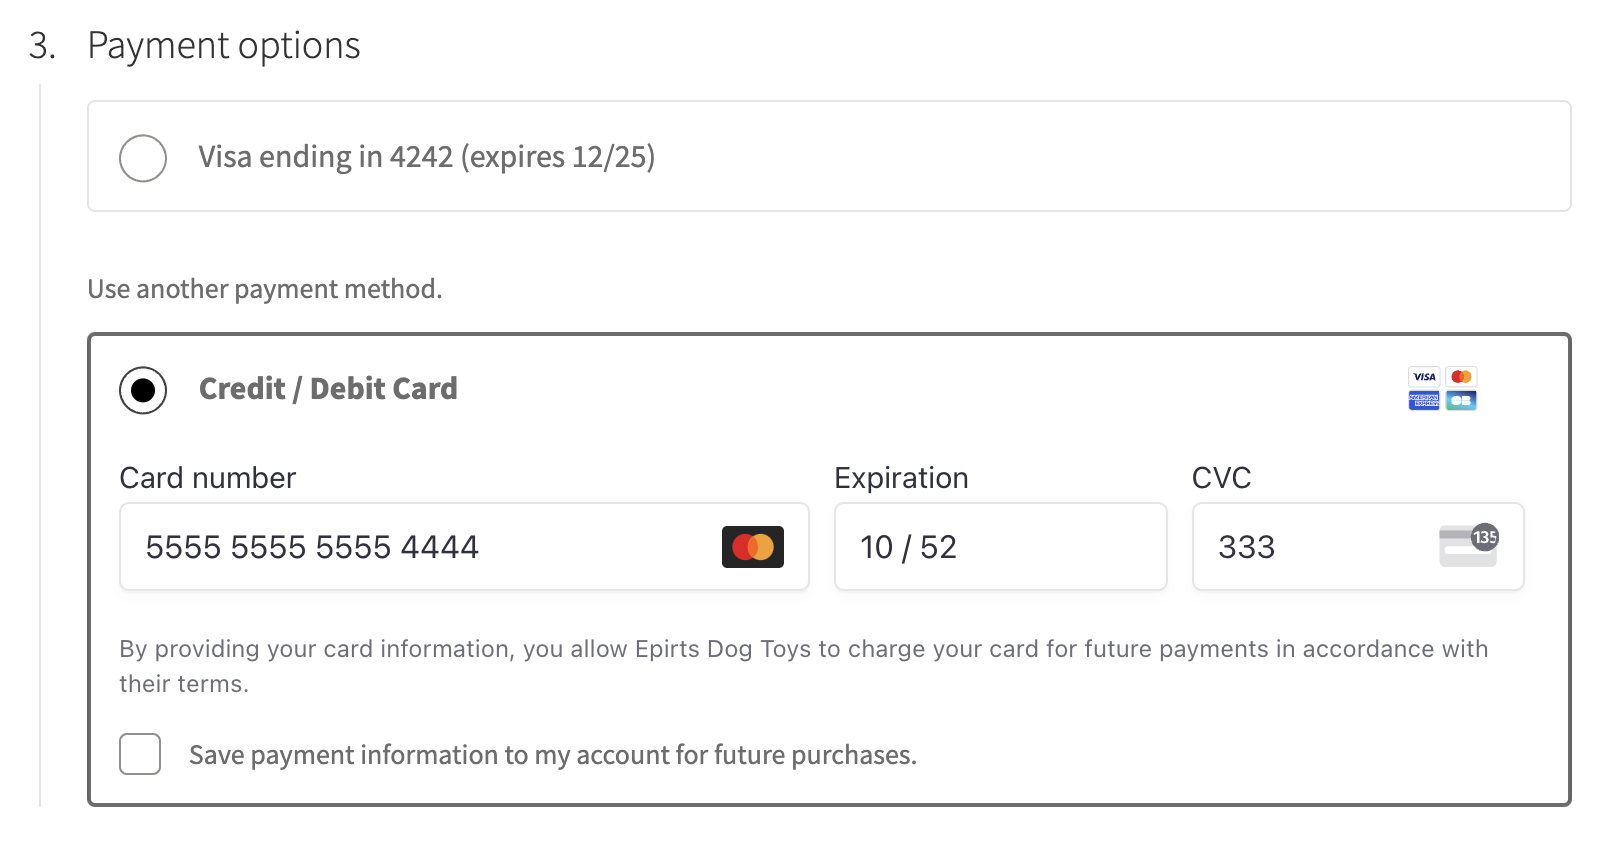 3. Payment options
Visa ending in 4242 (expires 12/25)
Use another payment method.
Credit / Debit Card
VISA
AMERICAN EXPRESS
CB
Card number
Expiration
CVC
5555 5555 5555 4444
10 / 52
333
135
By providing your card information, you allow Epirts Dog Toys to charge your card for future payments in accordance with
their terms.
Save payment information to my account for future purchases.